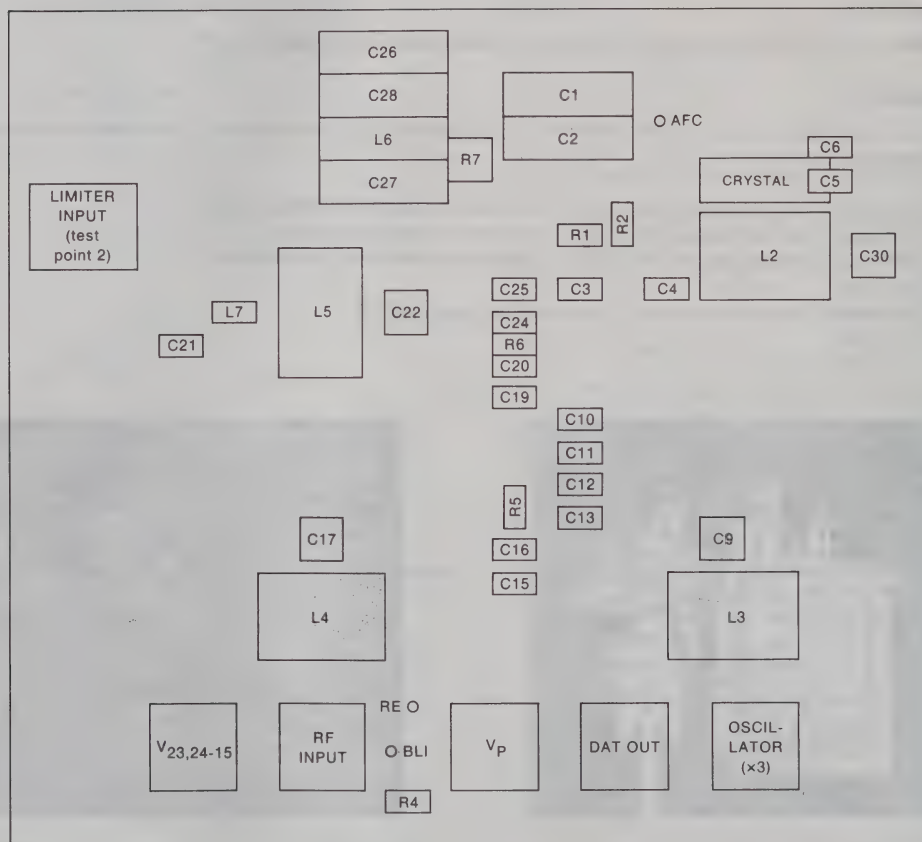 C26
C28
C1
L6
C2
AFC
R7
C6
C27
CRYSTAL
C5
LIMITER
INPUT
(test
point 2)
R1
R2
L2
C30
C25
C3
C4
L7
L5
C22
C24
C21
R6
C20
C19
C10
C11
C12
R5
C13
C17
C16
C9
C15
L4
L3
RE
V23,24-15
RF
INPUT
BLI
VP
DAT OUT
OSCIL-
LATOR
(×3)
R4